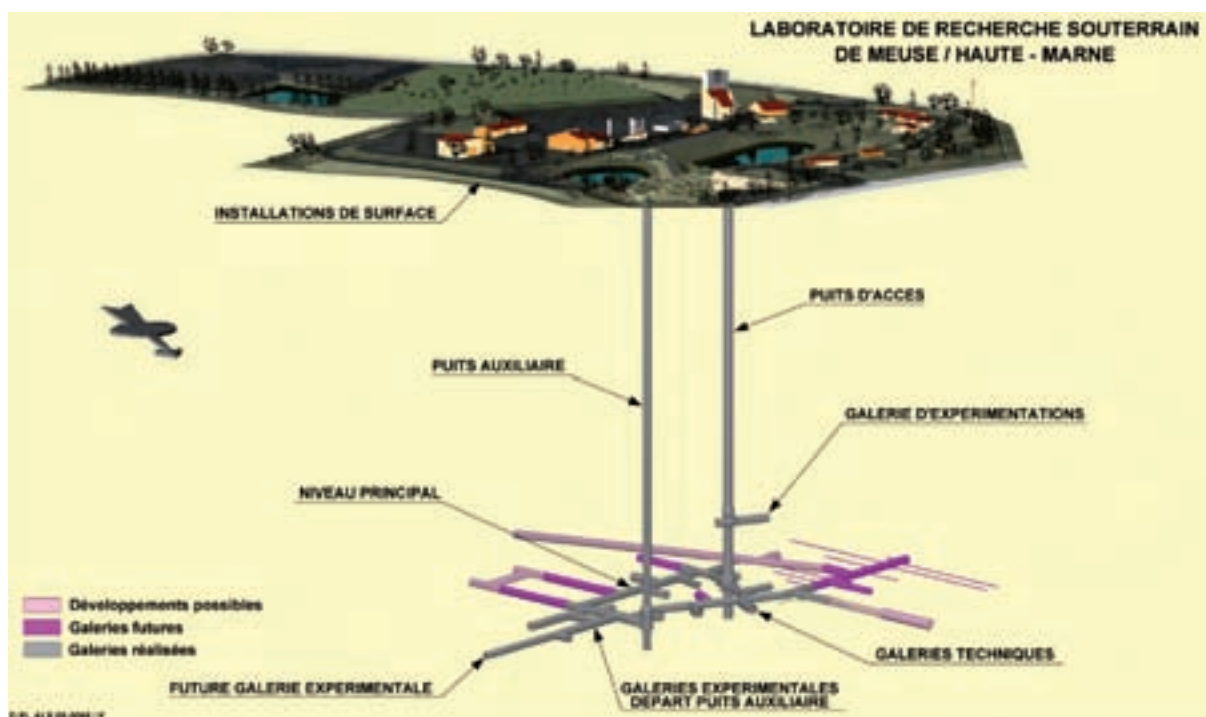 LABORATOIRE DE RECHERCHE SOUTERRAIN
DE MEUSE / HAUTE - MARNE
INSTALLATIONS DE SURFACE
PUITS D'ACCES
PUITS AUXILIAIRE
GALERIE D'EXPERIMENTATIONS
NIVEAU PRINCIPAL
Développements possibles
Galeries futures
Galeries réalisées
GALERIES TECHNIQUES
FUTURE GALERIE EXPERIMENTALE
GALERIES EXPERIMENTALES
DEPART PUITS AUXILIAIRE